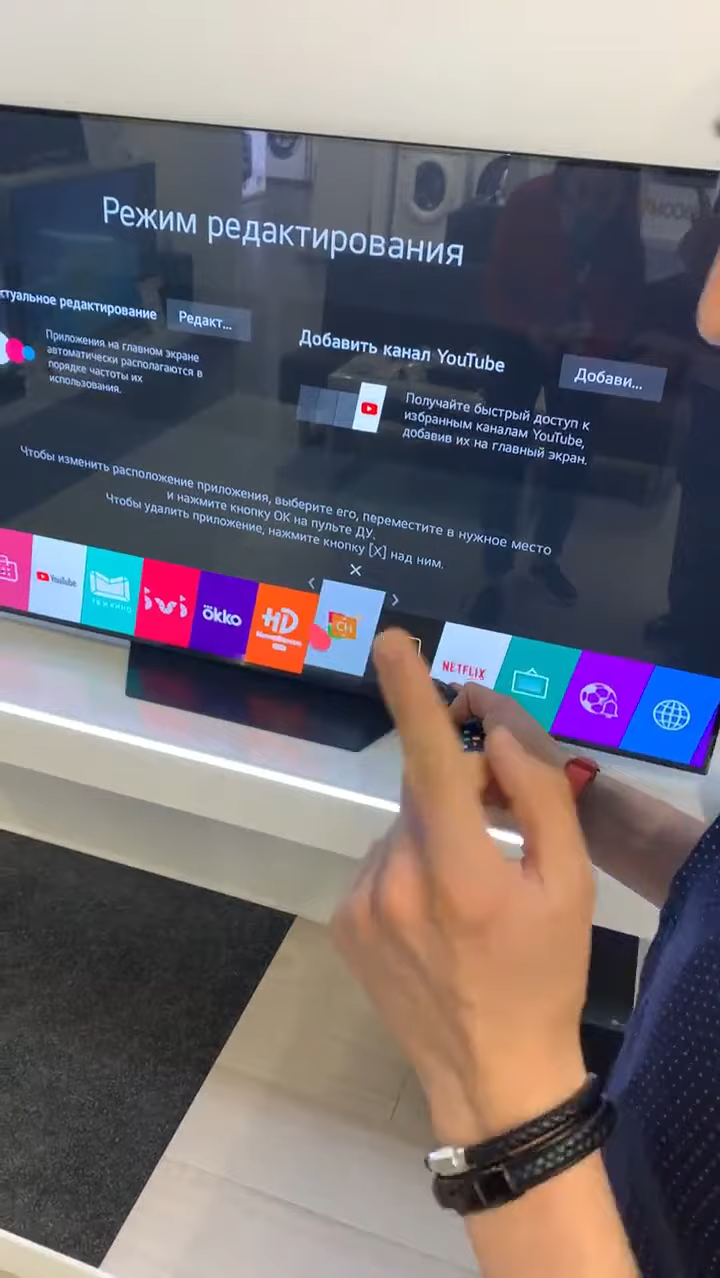 Режим редактирования
ктуальное редактирование
Редакт...
Приложения на главном экране
автоматически располагаются в
порядке частоты их
использования.
Добавить канал YouTube
Добави...
Получайте быстрый доступ к
избранным каналам YouTube,
добавив их на главный экран.
Чтобы изменить расположение приложения, выберите его, переместите в нужное место
и нажмите кнопку ОК на пульте ДУ.
Чтобы удалить приложение, нажмите кнопку [X] над ним.
YouTube
ivi
okko
HD
CH
NETFLIX